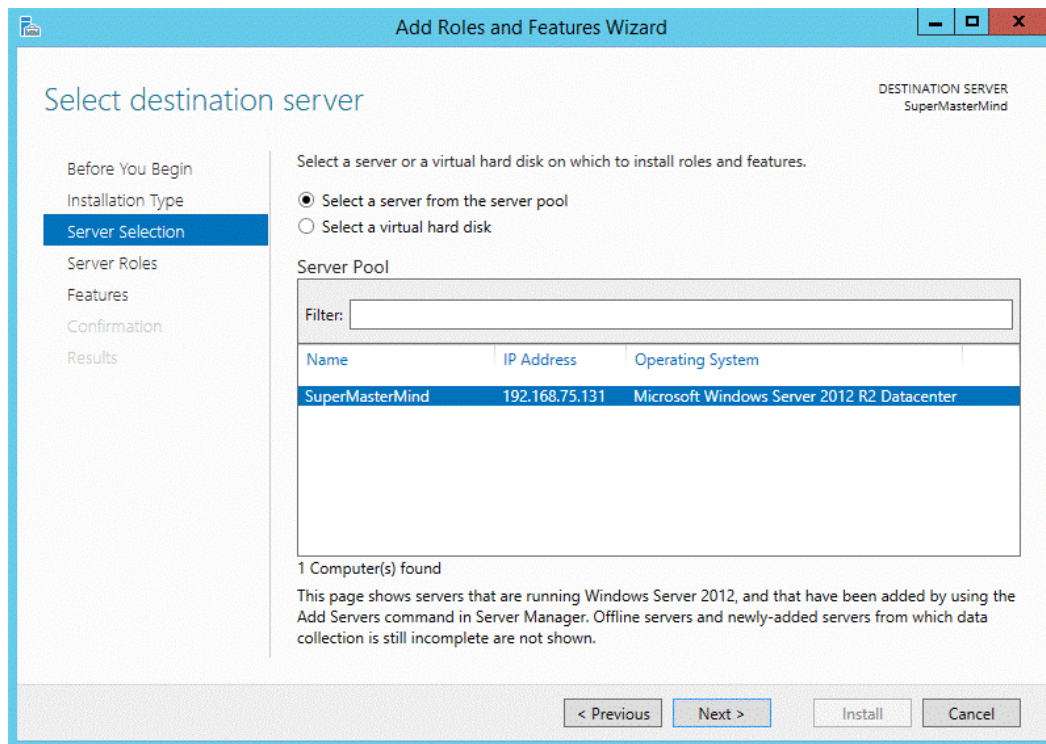 Add Roles and Features Wizard
Select destination server
DESTINATION SERVER
SuperMasterMind
Before You Begin
Installation Type
Server Selection
Server Roles
Features
Confirmation
Results
Select a server or a virtual hard disk on which to install roles and features.
Select a server from the server pool
Select a virtual hard disk
Server Pool
Filter:
Name IP Address Operating System
SuperMasterMind 192.168.75.131 Microsoft Windows Server 2012 R2 Datacenter
1 Computer(s) found
This page shows servers that are running Windows Server 2012, and that have been added by using the
Add Servers command in Server Manager. Offline servers and newly-added servers from which data
collection is still incomplete are not shown.
< Previous Next > Install Cancel